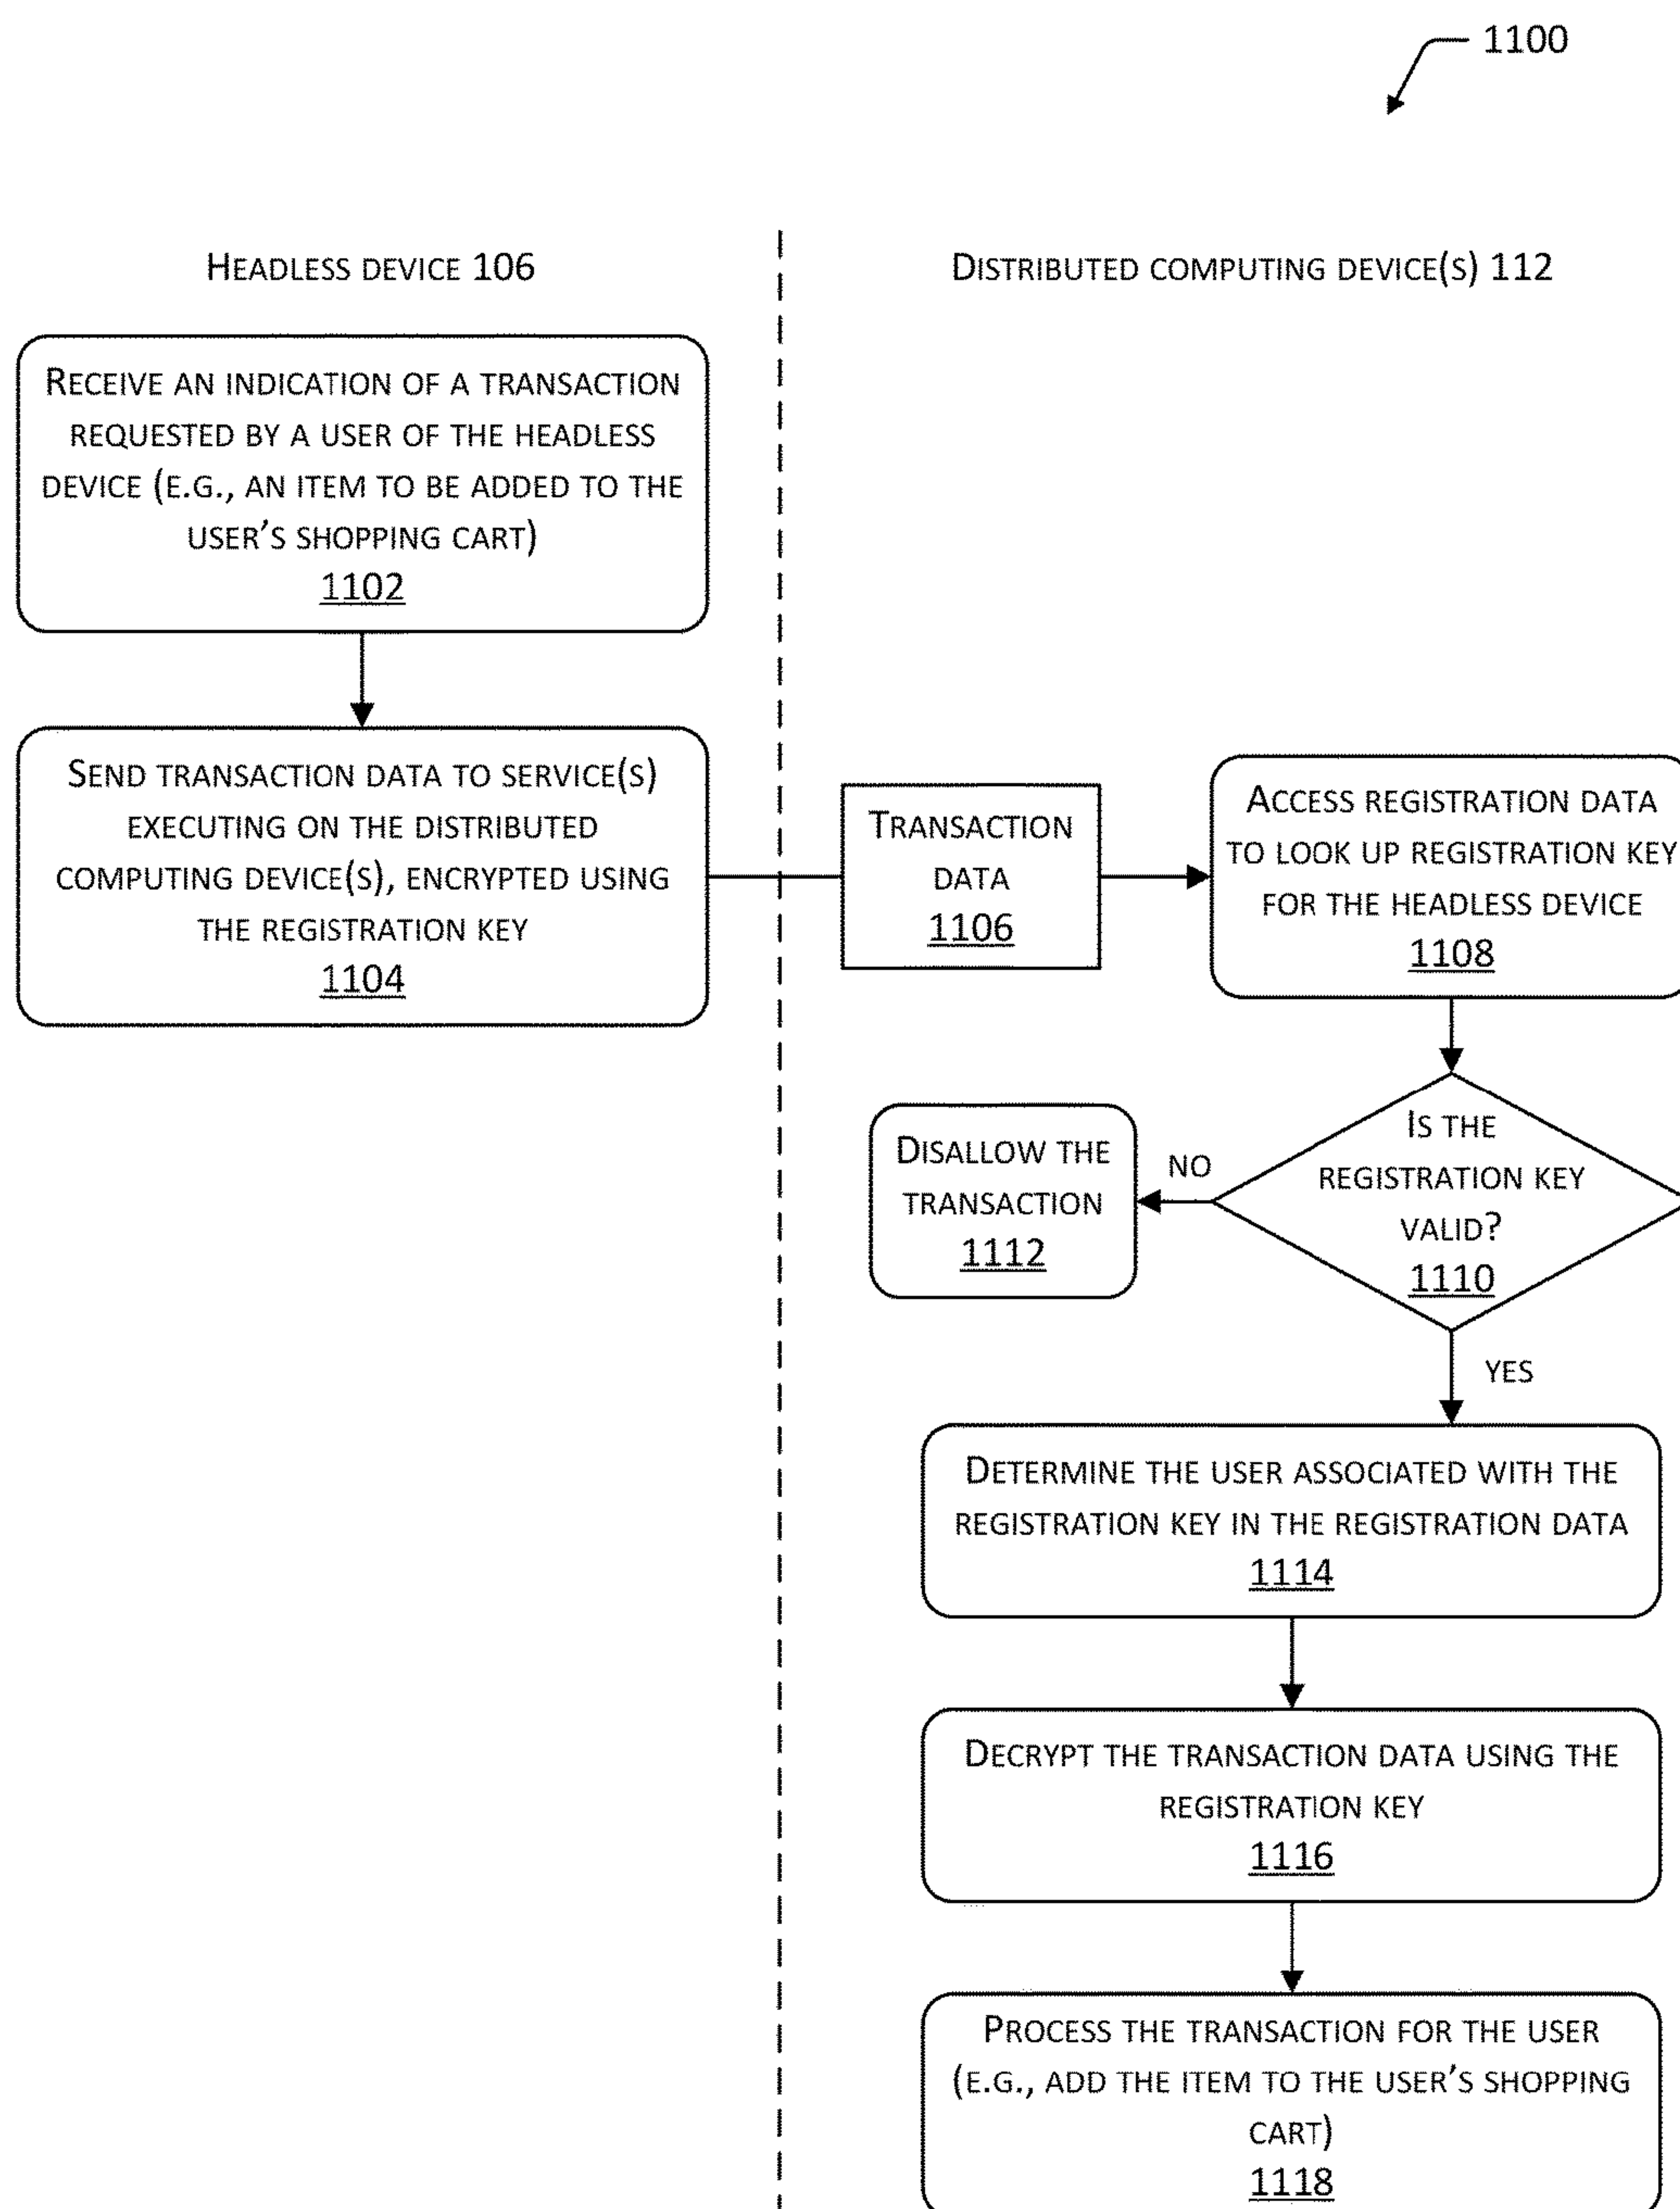 1100
HEADLESS DEVICE 106
DISTRIBUTED COMPUTING DEVICE(S) 112
RECEIVE AN INDICATION OF A TRANSACTION
REQUESTED BY A USER OF THE HEADLESS
DEVICE (E.G., AN ITEM TO BE ADDED TO THE
USER'S SHOPPING CART)
1102
SEND TRANSACTION DATA TO SERVICE(S)
EXECUTING ON THE DISTRIBUTED
COMPUTING DEVICE(S), ENCRYPTED USING
THE REGISTRATION KEY
1104
TRANSACTION
DATA
1106
ACCESS REGISTRATION DATA
TO LOOK UP REGISTRATION KEY
FOR THE HEADLESS DEVICE
1108
IS THE
REGISTRATION KEY
VALID?
1110
NO
DISALLOW THE
TRANSACTION
1112
YES
DETERMINE THE USER ASSOCIATED WITH THE
REGISTRATION KEY IN THE REGISTRATION DATA
1114
DECRYPT THE TRANSACTION DATA USING THE
REGISTRATION KEY
1116
PROCESS THE TRANSACTION FOR THE USER
(E.G., ADD THE ITEM TO THE USER'S SHOPPING
CART)
1118